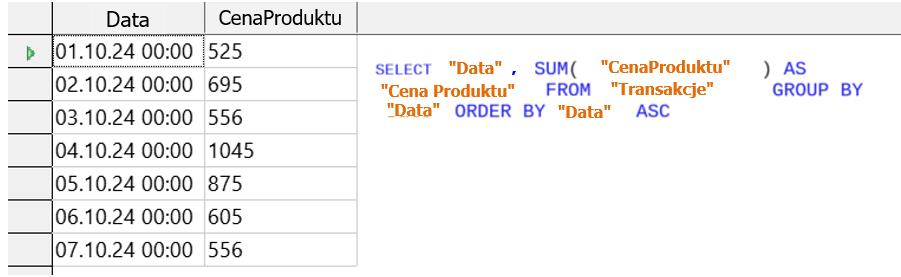 Data CenaProduktu
01.10.24 00:00 525
02.10.24 00:00 695
03.10.24 00:00 556
04.10.24 00:00 1045
05.10.24 00:00 875
06.10.24 00:00 605
07.10.24 00:00 556
SELECT "Data" , SUM( "CenaProduktu" ) AS
"Cena Produktu" FROM "Transakcje" GROUP BY
"Data" ORDER BY "Data" ASC